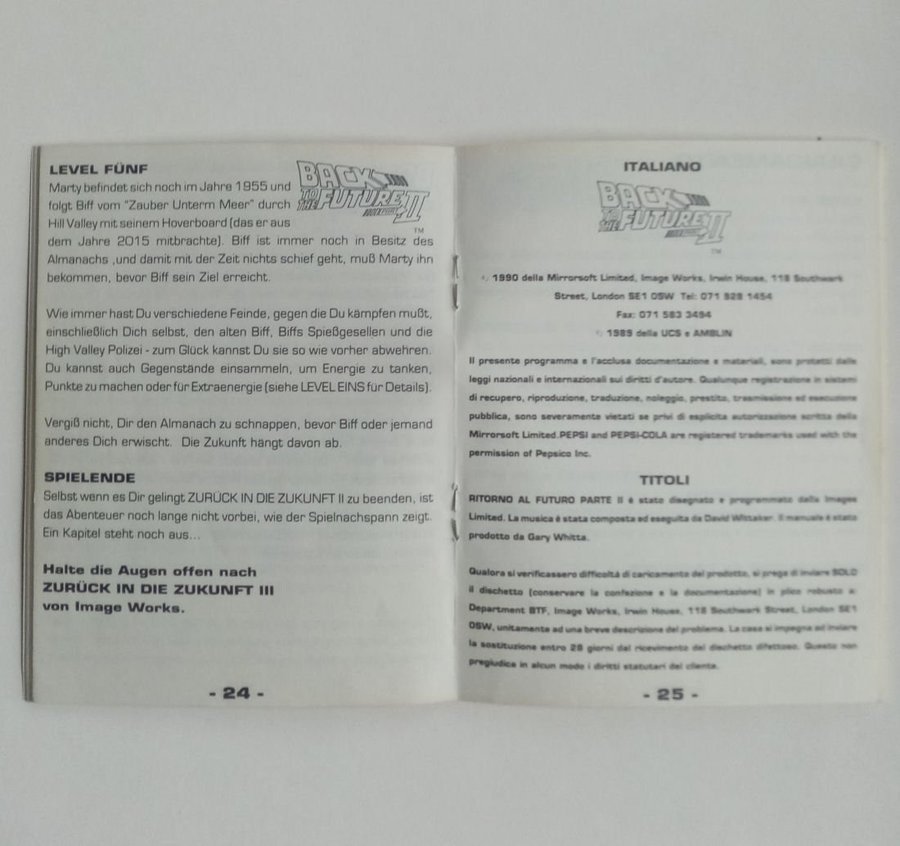 LEVEL FÜNF
BACK TO THE FUTURE PART II
TM
Marty befindet sich noch im Jahre 1955 und
folgt Biff vom "Zauber Unterm Meer" durch
Hill Valley mit seinem Hoverboard (das er aus
dem Jahre 2015 mitbrachte). Biff ist immer noch in Besitz des
Almanachs ,und damit mit der Zeit nichts schief geht, muß Marty ihn
bekommen, bevor Biff sein Ziel erreicht.
Wie immer hast Du verschiedene Feinde, gegen die Du kämpfen mußt,
einschließlich Dich selbst, den alten Biff, Biffs Spießgesellen und die
High Valley Polizei - zum Glück kannst Du sie so wie vorher abwehren.
Du kannst auch Gegenstände einsammeln, um Energie zu tanken,
Punkte zu machen oder für Extraenergie (siehe LEVEL EINS für Details).
Vergiß nicht, Dir den Almanach zu schnappen, bevor Biff oder jemand
anderes Dich erwischt. Die Zukunft hängt davon ab.
SPIELENDE
Selbst wenn es Dir gelingt ZURÜCK IN DIE ZUKUNFT II zu beenden, ist
das Abenteuer noch lange nicht vorbei, wie der Spielnachspann zeigt.
Ein Kapitel steht noch aus...
Halte die Augen offen nach
ZURÜCK IN DIE ZUKUNFT III
von Image Works.
- 24 -
ITALIANO
BACK TO THE FUTURE PART II
TM
© 1990 della Mirrorsoft Limited, Image Works, Irwin House, 118 Southwark
Street, London SE1 0SW Tel: 071 928 1454
Fax: 071 583 3494
© 1989 della UCS e AMBLIN
Il presente programma e l'acclusa documentazione e materiali, sono protetti dalle
leggi nazionali e internazionali sui diritti d'autore. Qualunque registrazione in sistemi
di recupero, riproduzione, traduzione, noleggio, prestito, trasmissione ed esecuzione
pubblica, sono severamente vietati se privi di esplicita autorizzazione scritta della
Mirrorsoft Limited.PEPSI and PEPSI-COLA are registered trademarks used with the
permission of Pepsico Inc.
TITOLI
RITORNO AL FUTURO PARTE II è stato disegnato e programmato dalla Images
Limited. La musica è stata composta ed eseguita da David Whittaker. Il manuale è stato
prodotto da Gary Whitta.
Qualora si verificassero difficoltà di caricamento del prodotto, si prega di inviare SOLO
il dischetto (conservare la confezione e la documentazione) in plico robusto a:
Department BTF, Image Works, Irwin House, 118 Southwark Street, London SE1
0SW, unitamente ad una breve descrizione del problema. La casa si impegna ad inviare
la sostituzione entro 28 giorni dal ricevimento del dischetto difettoso. Questo non
pregiudica in alcun modo i diritti statutari del cliente.
- 25 -